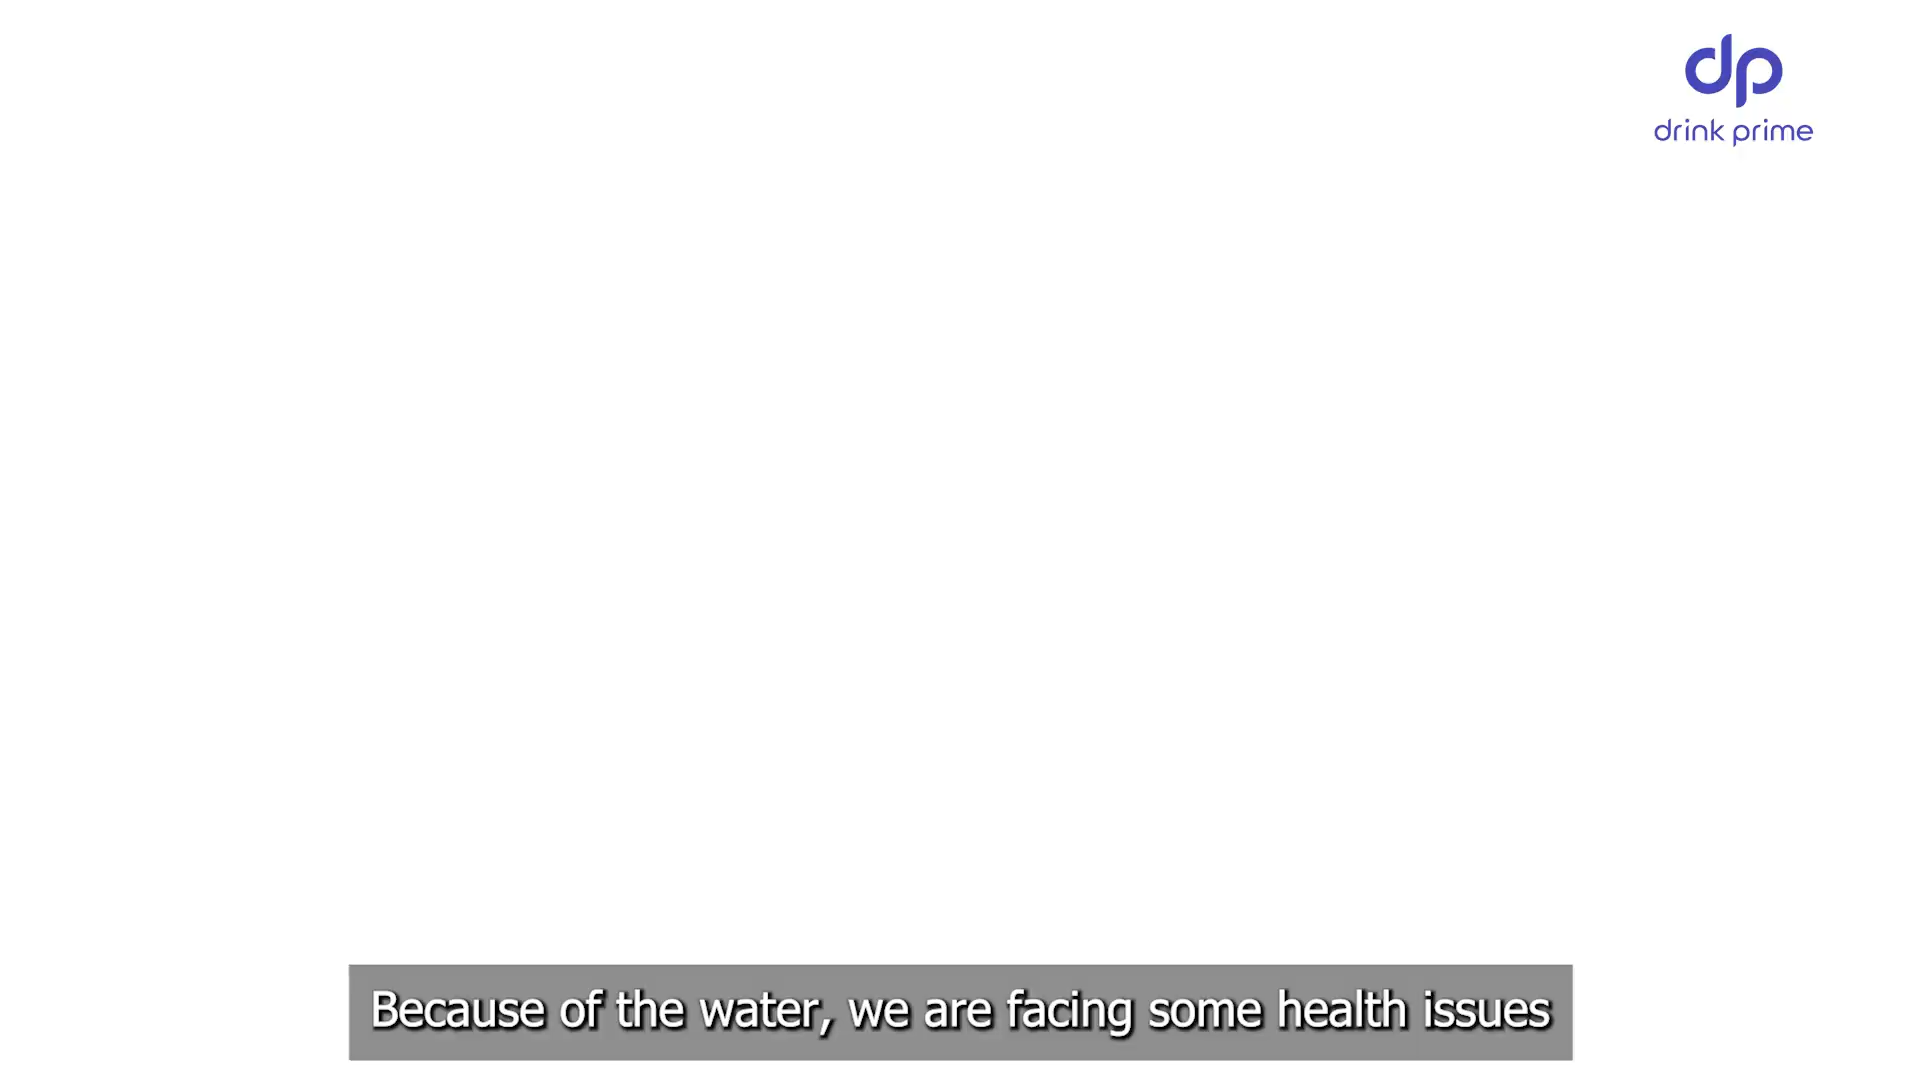 dp
drink prime
Because of the water, we are facing some health issues